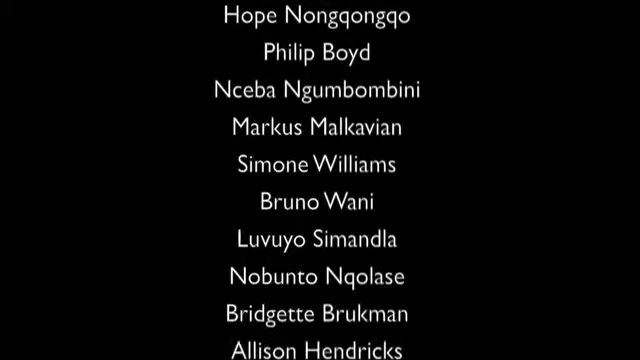 Hope Nongqongqo
Philip Boyd
Nceba Ngumbombini
Markus Malkavian
Simone Williams
Bruno Wani
Luvuyo Simandla
Nobunto Nqolase
Bridgette Brukman
Allison Hendricks